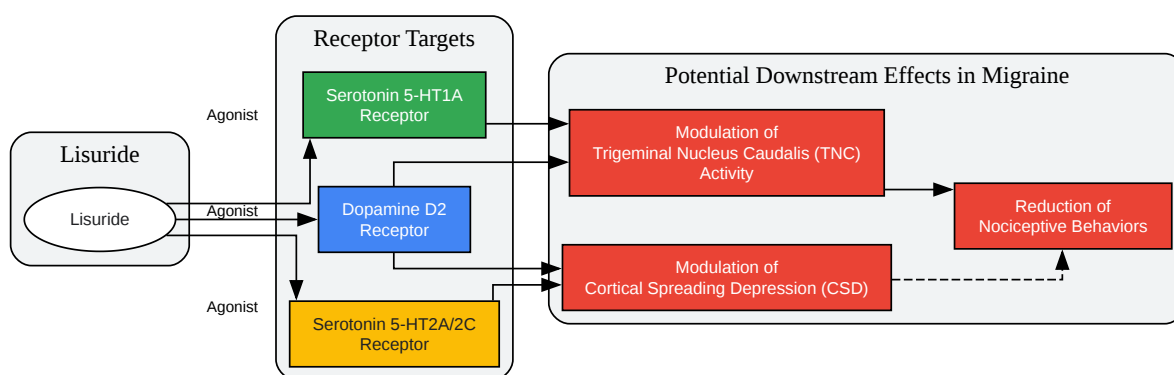 Receptor Targets
Potential Downstream Effects in Migraine
Lisuride
Lisuride
Agonist
Agonist
Agonist
Serotonin 5-HT1A
Receptor
Dopamine D2
Receptor
Serotonin 5-HT2A/2C
Receptor
Modulation of
Trigeminal Nucleus Caudalis (TNC)
Activity
Modulation of
Cortical Spreading Depression (CSD)
Reduction of
Nociceptive Behaviors